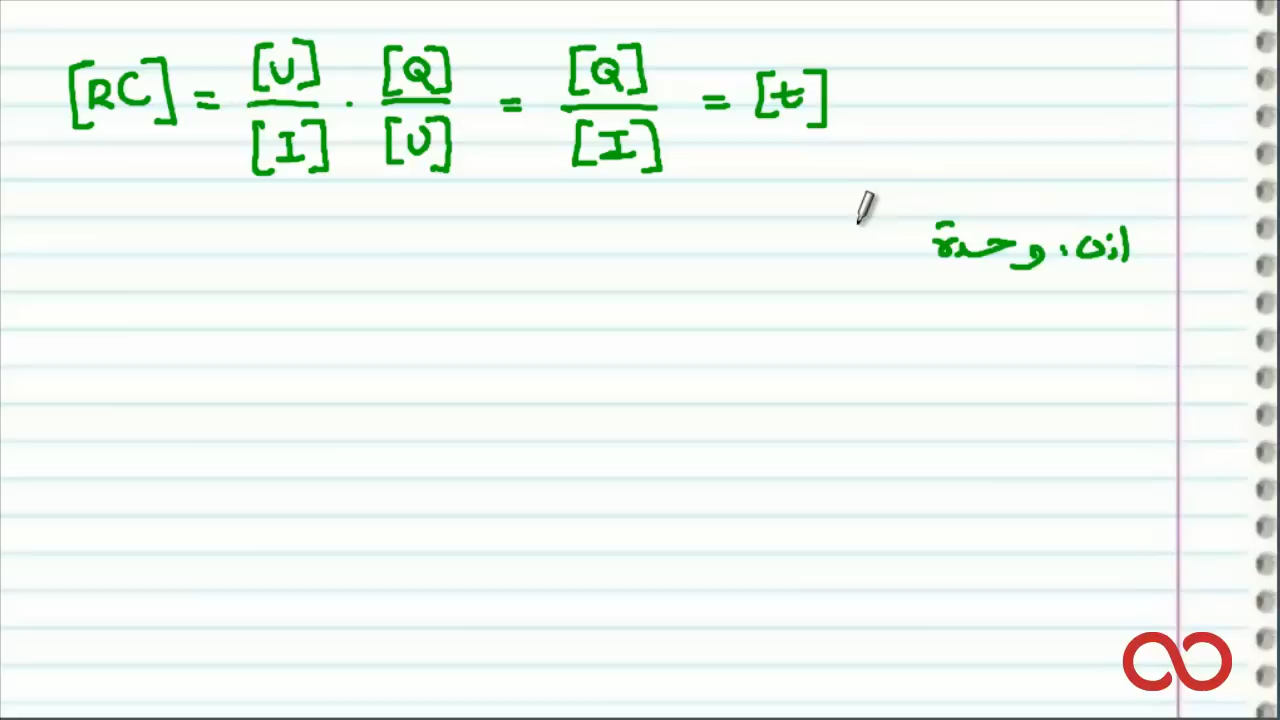 [RC] = [U]/[I] . [Q]/[U] = [Q]/[I] = [t]
إذن، وحدة